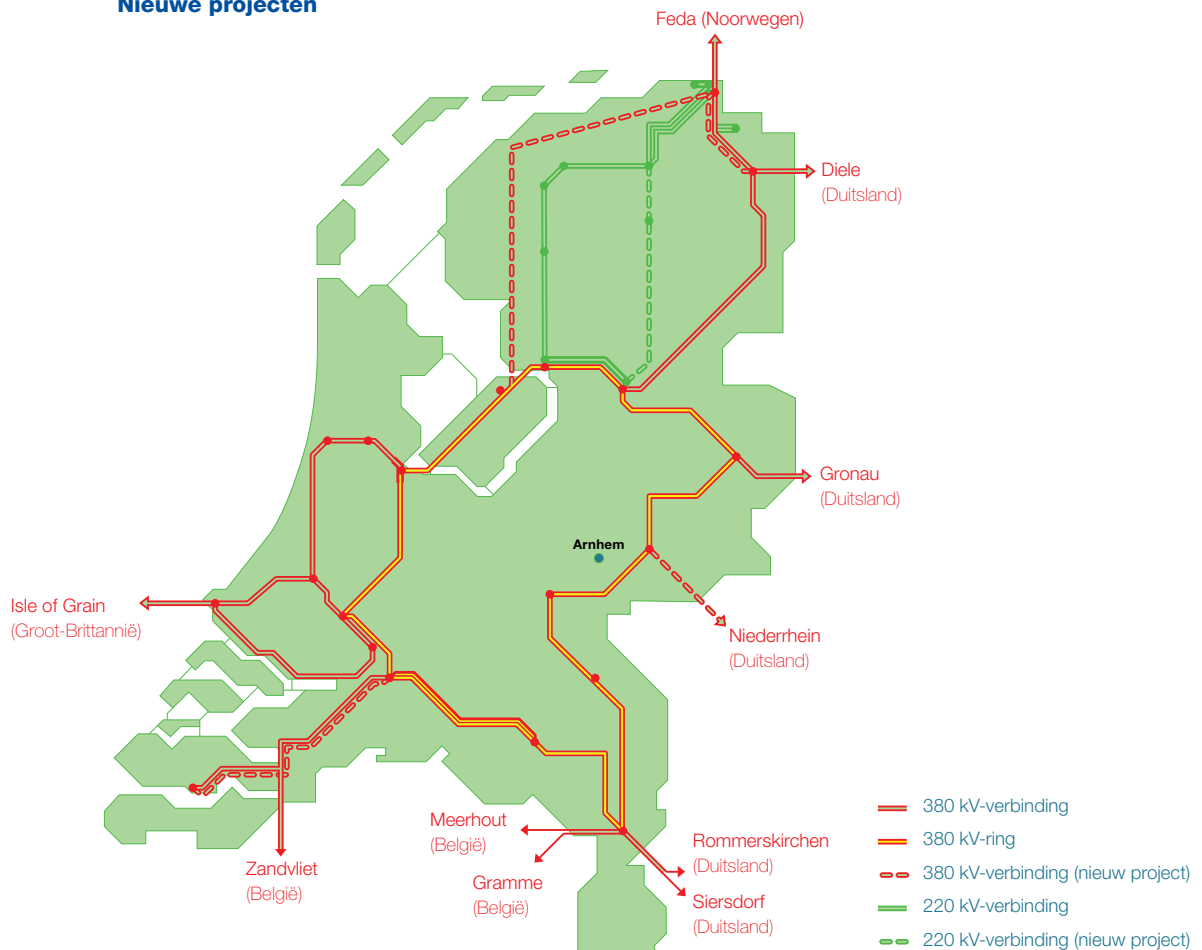 Nieuwe projecten
Feda (Noorwegen)
Diele
(Duitsland)
Gronau
(Duitsland)
Arnhem
Isle of Grain
(Groot-Brittannië)
Niederrhein
(Duitsland)
Meerhout
(België)
Rommerskirchen
(Duitsland)
Zandvliet
(België)
Gramme
(België)
Siersdorf
(Duitsland)
380 kV-verbinding
380 kV-ring
380 kV-verbinding (nieuw project)
220 kV-verbinding
220 kV-verbinding (nieuw project)